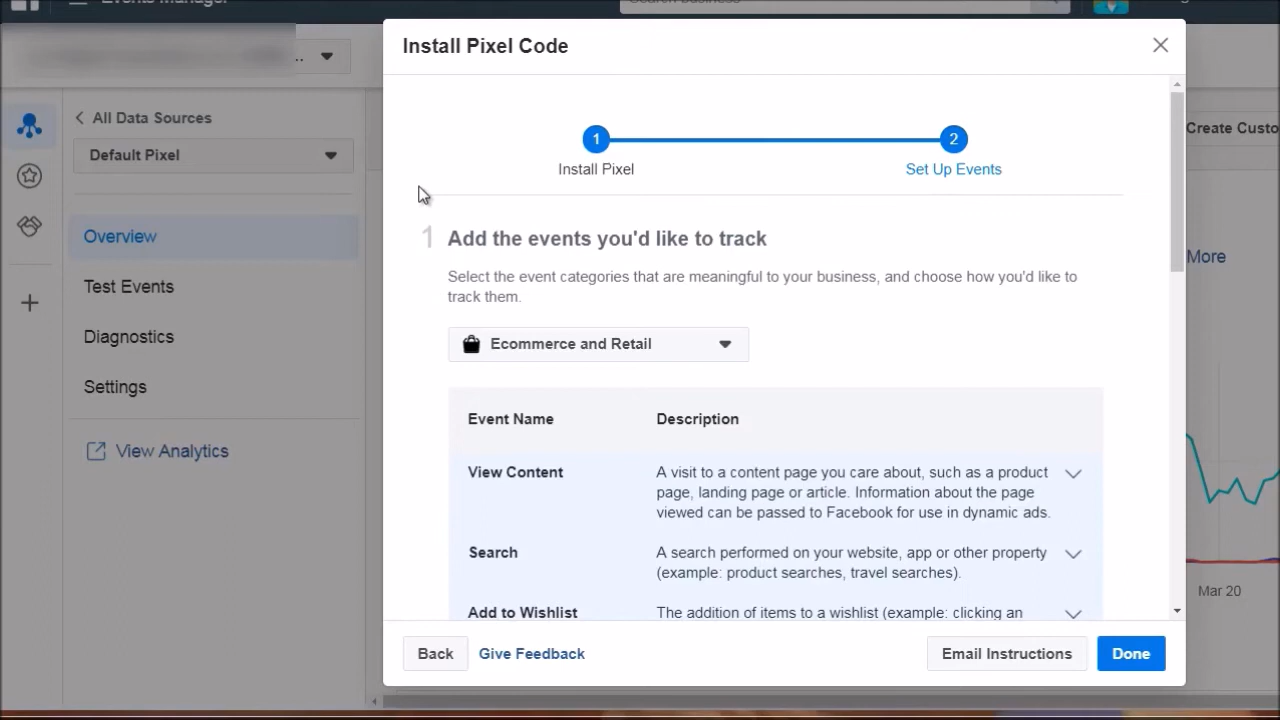 Install Pixel Code
1
2
Install Pixel
Set Up Events
All Data Sources
Default Pixel
Overview
Test Events
Diagnostics
Settings
View Analytics
1 Add the events you'd like to track
Select the event categories that are meaningful to your business, and choose how you'd like to
track them.
Ecommerce and Retail
Event Name Description
View Content A visit to a content page you care about, such as a product
page, landing page or article. Information about the page
viewed can be passed to Facebook for use in dynamic ads.
Search A search performed on your website, app or other property
(example: product searches, travel searches).
Add to Wishlist The addition of items to a wishlist (example: clicking an
Back Give Feedback Email Instructions Done
Create Custo
More
Mar 20